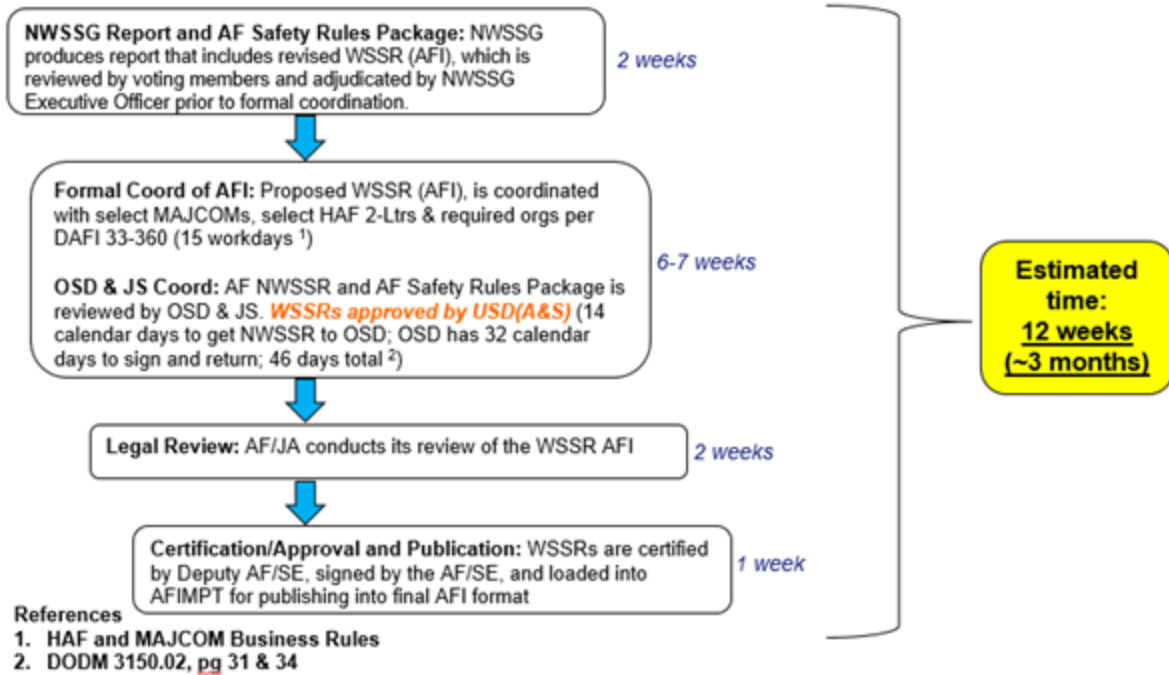 NWSSG Report and AF Safety Rules Package: NWSSG
produces report that includes revised WSSR (AFI), which is
reviewed by voting members and adjudicated by NWSSG
Executive Officer prior to formal coordination.
2 weeks
Formal Coord of AFI: Proposed WSSR (AFI), is coordinated
with select MAJCOMs, select HAF 2-Ltrs & required orgs per
DAFI 33-360 (15 workdays ¹)
OSD & JS Coord: AF NWSSR and AF Safety Rules Package is
reviewed by OSD & JS. WSSRs approved by USD(A&S) (14
calendar days to get NWSSR to OSD; OSD has 32 calendar
days to sign and return; 46 days total ²)
6-7 weeks
Legal Review: AF/JA conducts its review of the WSSR AFI
2 weeks
Certification/Approval and Publication: WSSRs are certified
by Deputy AF/SE, signed by the AF/SE, and loaded into
AFIMPT for publishing into final AFI format
1 week
Estimated
time:
12 weeks
(~3 months)
References
1. HAF and MAJCOM Business Rules
2. DODM 3150.02, pg 31 & 34